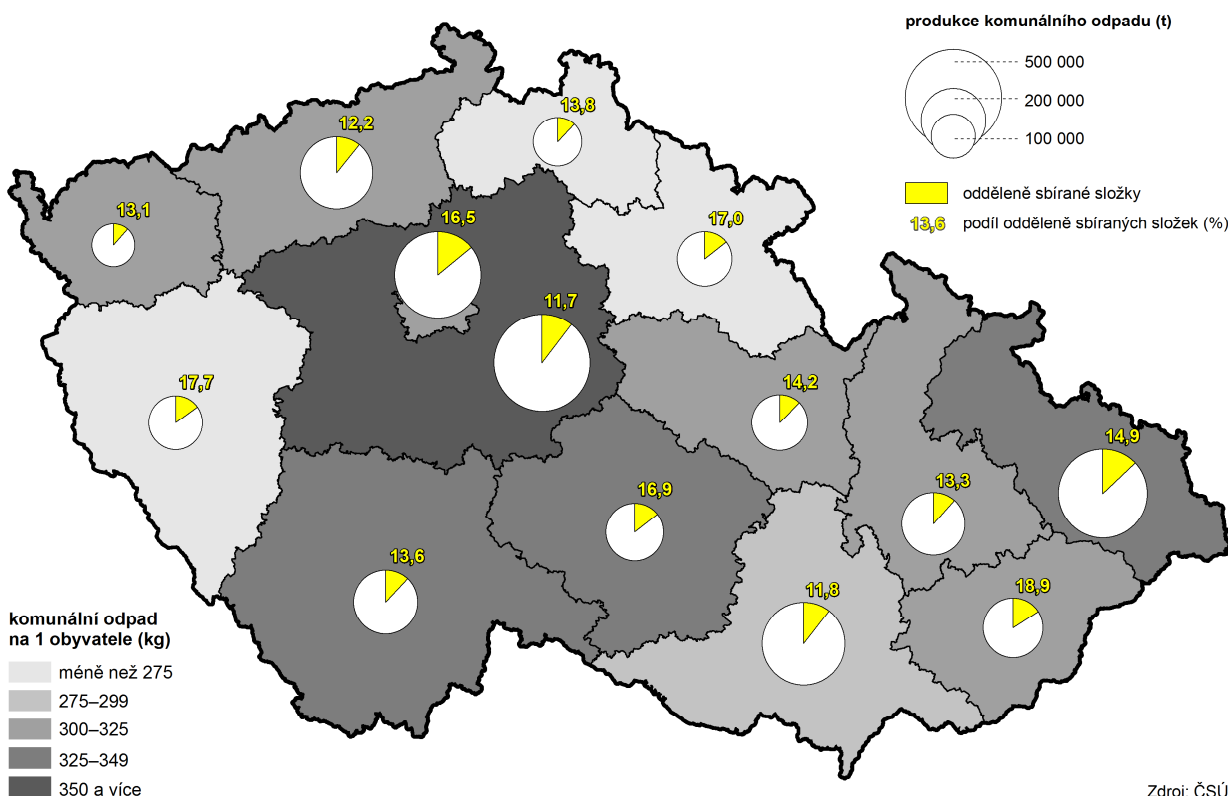 produkce komunálního odpadu (t)
500 000
200 000
100 000
odděleně sbírané složky
13,6 podíl odděleně sbíraných složek (%)
13,8
12,2
13,1
16,5
17,0
11,7
17,7
14,2
14,9
16,9
13,3
13,6
11,8
18,9
komunální odpad
na 1 obyvatele (kg)
méně než 275
275–299
300–325
325–349
350 a více
Zdroj: ČSÚ